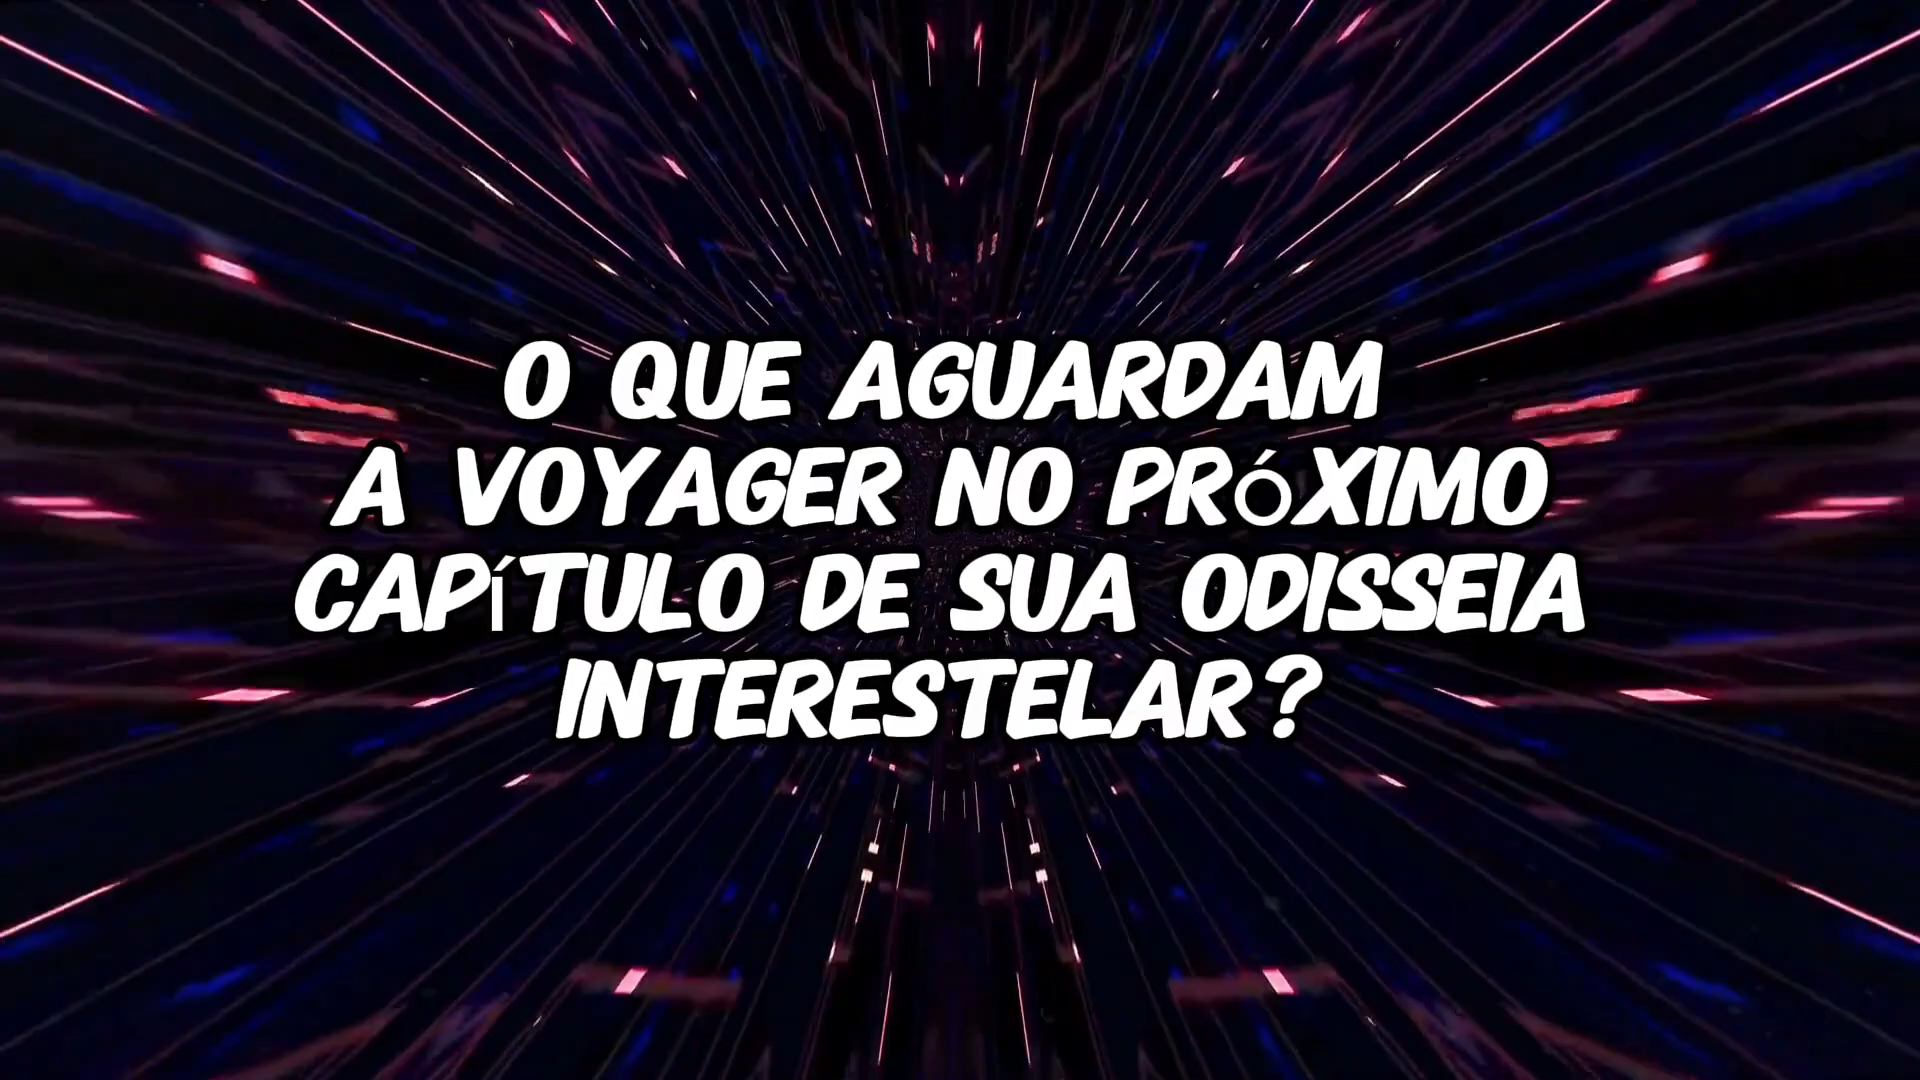 O QUE AGUARDAM
A VOYAGER NO PRÓXIMO
CAPÍTULO DE SUA ODISSEIA
INTERESTELAR?